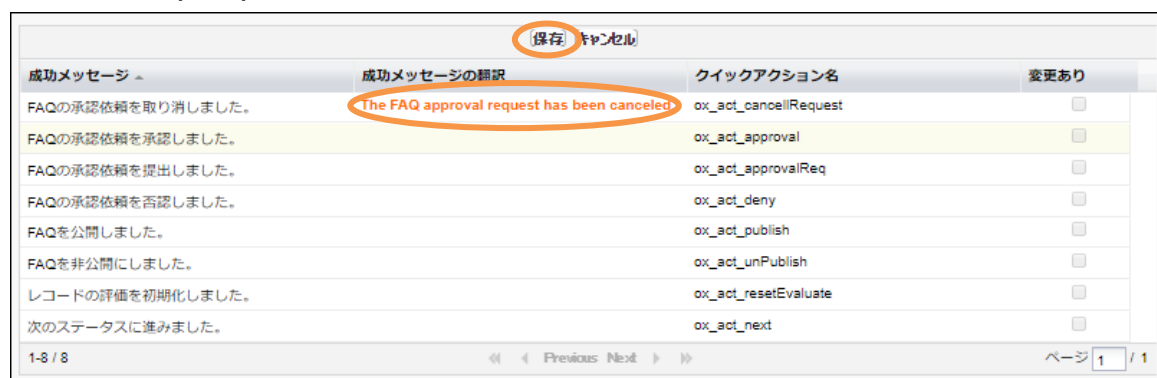 保存 キャンセル
成功メッセージ 成功メッセージの翻訳 クイックアクション名 変更あり
FAQの承認依頼を取り消しました。 The FAQ approval request has been canceled ox_act_cancellRequest
FAQの承認依頼を承認しました。 ox_act_approval
FAQの承認依頼を提出しました。 ox_act_approvalReq
FAQの承認依頼を否認しました。 ox_act_deny
FAQを公開しました。 ox_act_publish
FAQを非公開にしました。 ox_act_unPublish
レコードの評価を初期化しました。 ox_act_resetEvaluate
次のステータスに進みました。 ox_act_next
1-8 / 8 Previous Next ページ 1 / 1